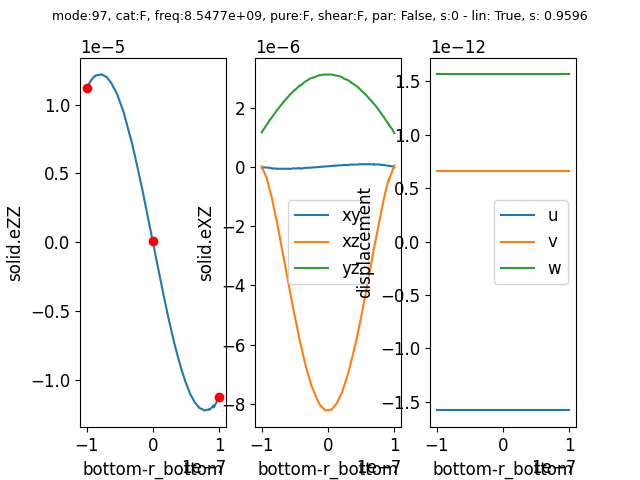 mode:97, cat:F, freq:8.5477e+09, pure:F, shear:F, par: False, s:0 - lin: True, s: 0.9596
1e−5
1.0
0.5
0.0
−0.5
−1.0
solid.eZZ
−1 0 1
1e−7
bottom-r_bottom
1e−6
2
0
−2
−4
−6
−8
solid.eXZ
xy
xz
yz
−1 0 1
1e−7
bottom-r_bottom
1e−12
1.5
1.0
0.5
0.0
−0.5
−1.0
−1.5
displacement
u
v
w
−1 0 1
1e−7
bottom-r_bottom